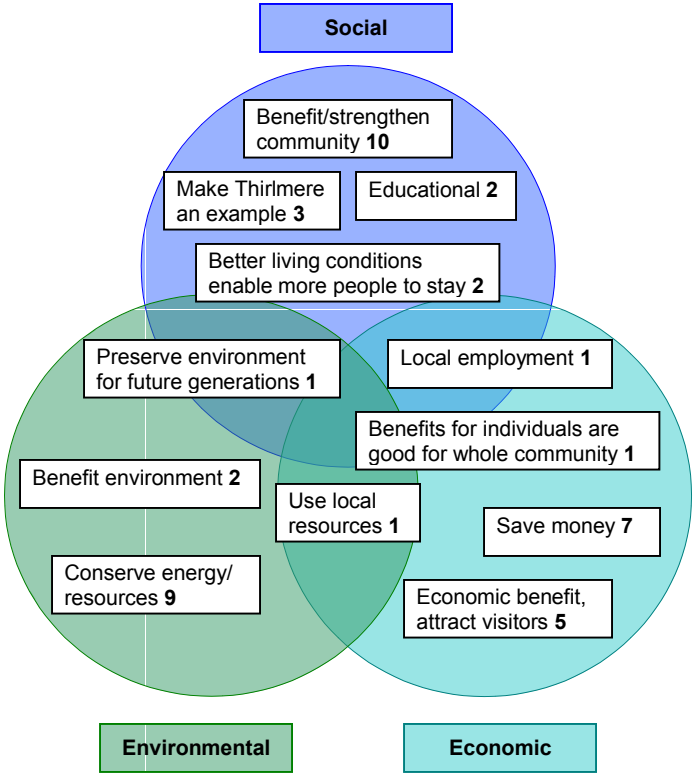 Social
Benefit/strengthen
community 10
Make Thirlmere
an example 3
Educational 2
Better living conditions
enable more people to stay 2
Preserve environment
for future generations 1
Local employment 1
Benefits for individuals are
good for whole community 1
Benefit environment 2
Use local
resources 1
Save money 7
Conserve energy/
resources 9
Economic benefit,
attract visitors 5
Environmental
Economic